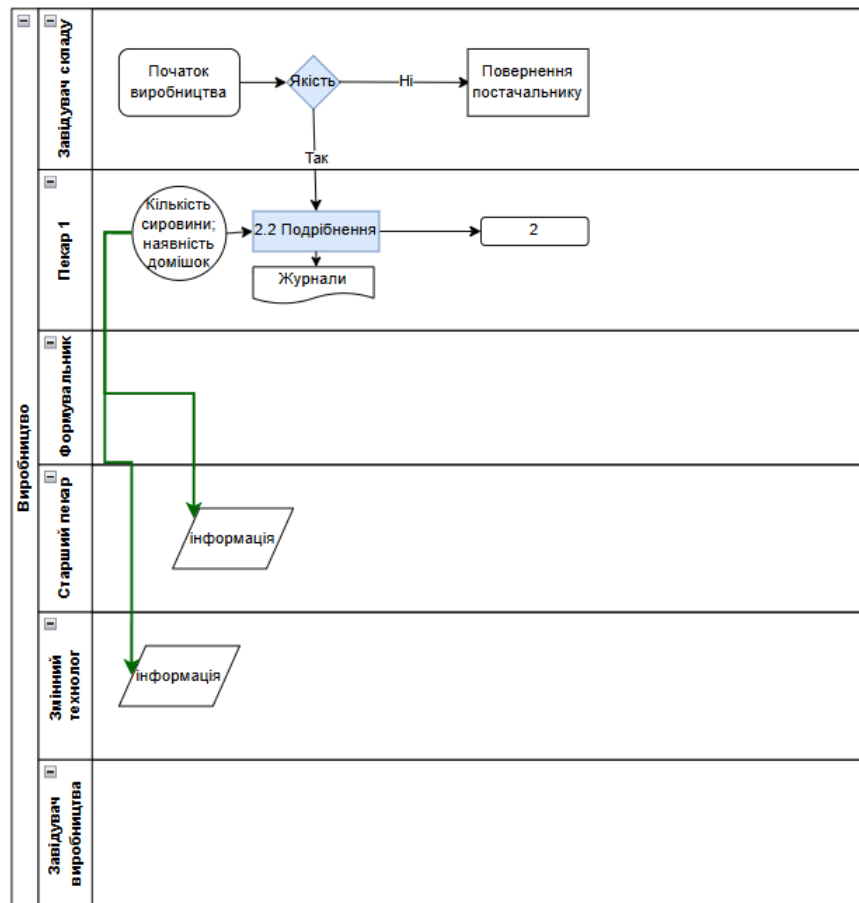 Виробництво
Завідувач складу
Початок
виробництва
Якість
Ні
Повернення
постачальнику
Так
Пекар 1
Кількість
сировини;
наявність
домішок
2.2 Подрібнення
2
Журнали
Формувальник
Старший пекар
інформація
Змінний
технолог
інформація
Завідувач
виробництва